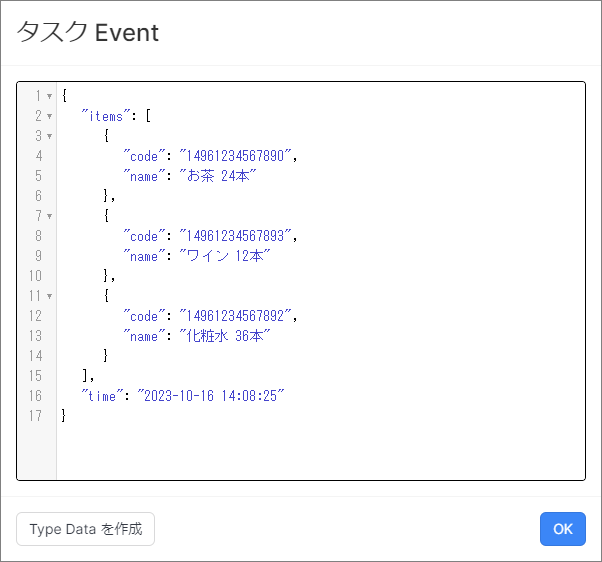 タスク Event
1 {
2 "items": [
3 {
4 "code": "14961234567890",
5 "name": "お茶 24本"
6 },
7 {
8 "code": "14961234567893",
9 "name": "ワイン 12本"
10 },
11 {
12 "code": "14961234567892",
13 "name": "化粧水 36本"
14 }
15 ],
16 "time": "2023-10-16 14:08:25"
17 }
Type Data を作成
OK